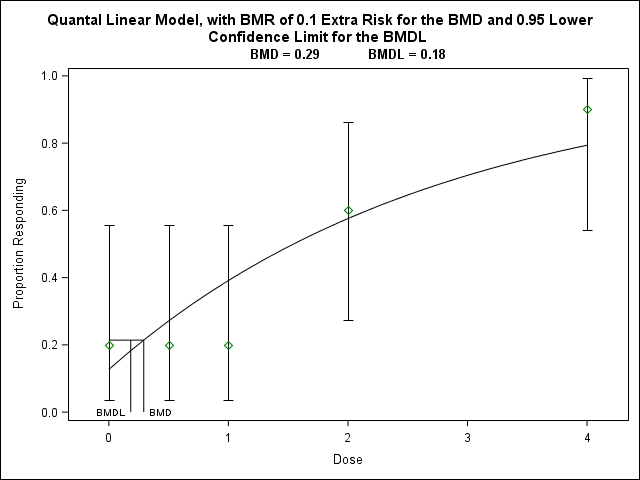 Quantal Linear Model, with BMR of 0.1 Extra Risk for the BMD and 0.95 Lower
Confidence Limit for the BMDL
BMD = 0.29 BMDL = 0.18
1.0
0.8
0.6
0.4
0.2
0.0
Proportion Responding
BMDL BMD
0 1 2 3 4
Dose